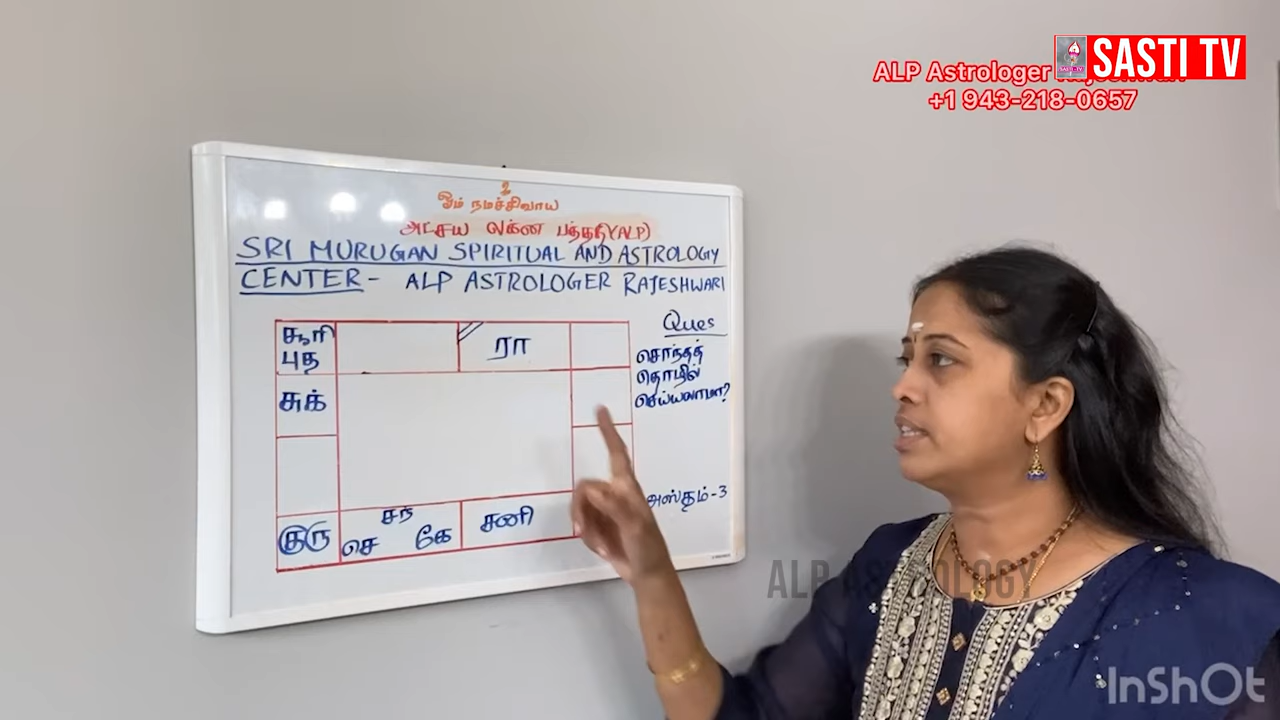 SASTI TV
ALP Astrologer
+1 943-218-0657
உ
ஓம் நமச்சிவாய
அட்சய லக்ன பத்ததி(ALP)
SRI MURUGAN SPIRITUAL AND ASTROLOGY
CENTER- ALP ASTROLOGER RAJESHWARI
Ques
சொந்தத்
தொழில்
செய்யலாமா?
சூரி
புத
ரா
சுக்
அஸ்தம்-3
குரு
சந்
செ கே
சனி
ALP ASTROLOGY
InShOt